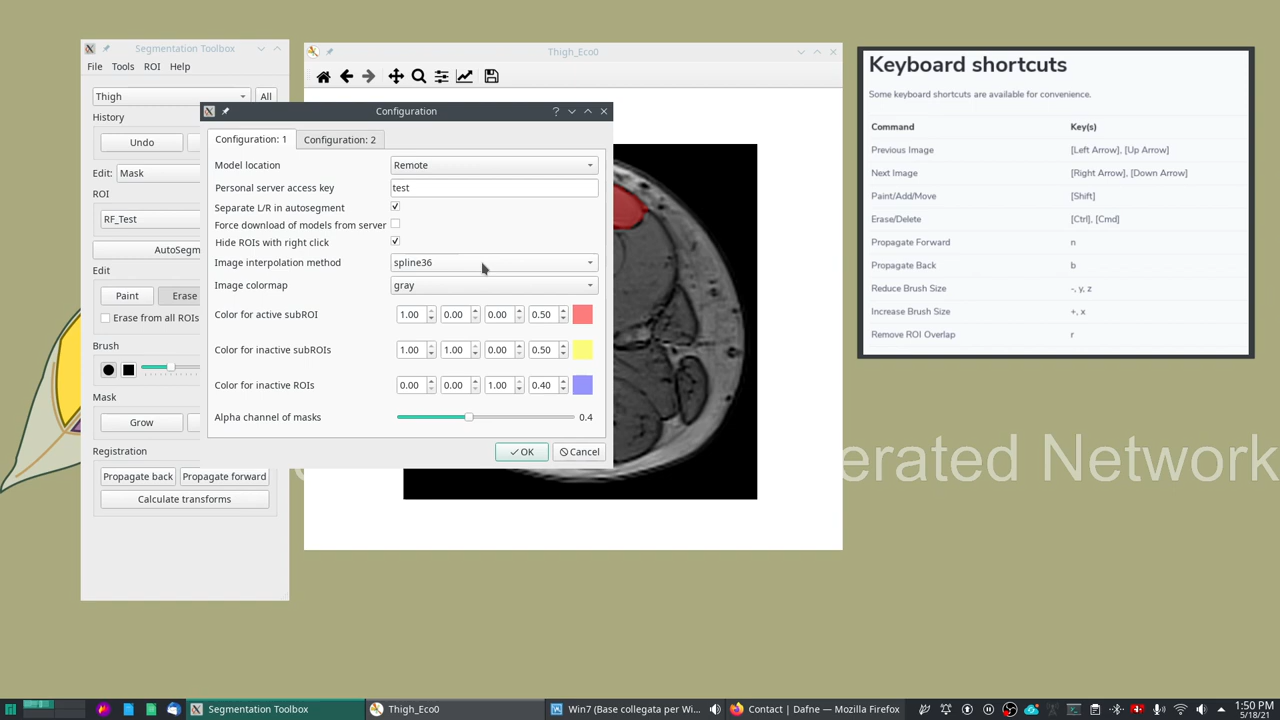 Segmentation Toolbox
File Tools ROI Help
Thigh All
History
Undo
Edit: Mask
ROI
RF_Test
AutoSegm
Edit
Paint Erase
Erase from all ROIs
Brush
Mask
Grow
Registration
Propagate back Propagate forward
Calculate transforms
Thigh_Eco0
Configuration
Configuration: 1 Configuration: 2
Model location Remote
Personal server access key test
Separate L/R in autosegment
Force download of models from server
Hide ROIs with right click
Image interpolation method spline36
Image colormap gray
Color for active subROI 1.00 0.00 0.00 0.50
Color for inactive subROIs 1.00 1.00 0.00 0.50
Color for inactive ROIs 0.00 0.00 1.00 0.40
Alpha channel of masks 0.4
OK Cancel
Keyboard shortcuts
Some keyboard shortcuts are available for convenience.
Command Key(s)
Previous Image [Left Arrow], [Up Arrow]
Next Image [Right Arrow], [Down Arrow]
Paint/Add/Move [Shift]
Erase/Delete [Ctrl], [Cmd]
Propagate Forward n
Propagate Back b
Reduce Brush Size -, y, z
Increase Brush Size +, x
Remove ROI Overlap r
erated Network
Segmentation Toolbox
Thigh_Eco0
Win7 (Base collegata per Wi...
Contact | Dafne — Mozilla Firefox
1:50 PM
5/18/21